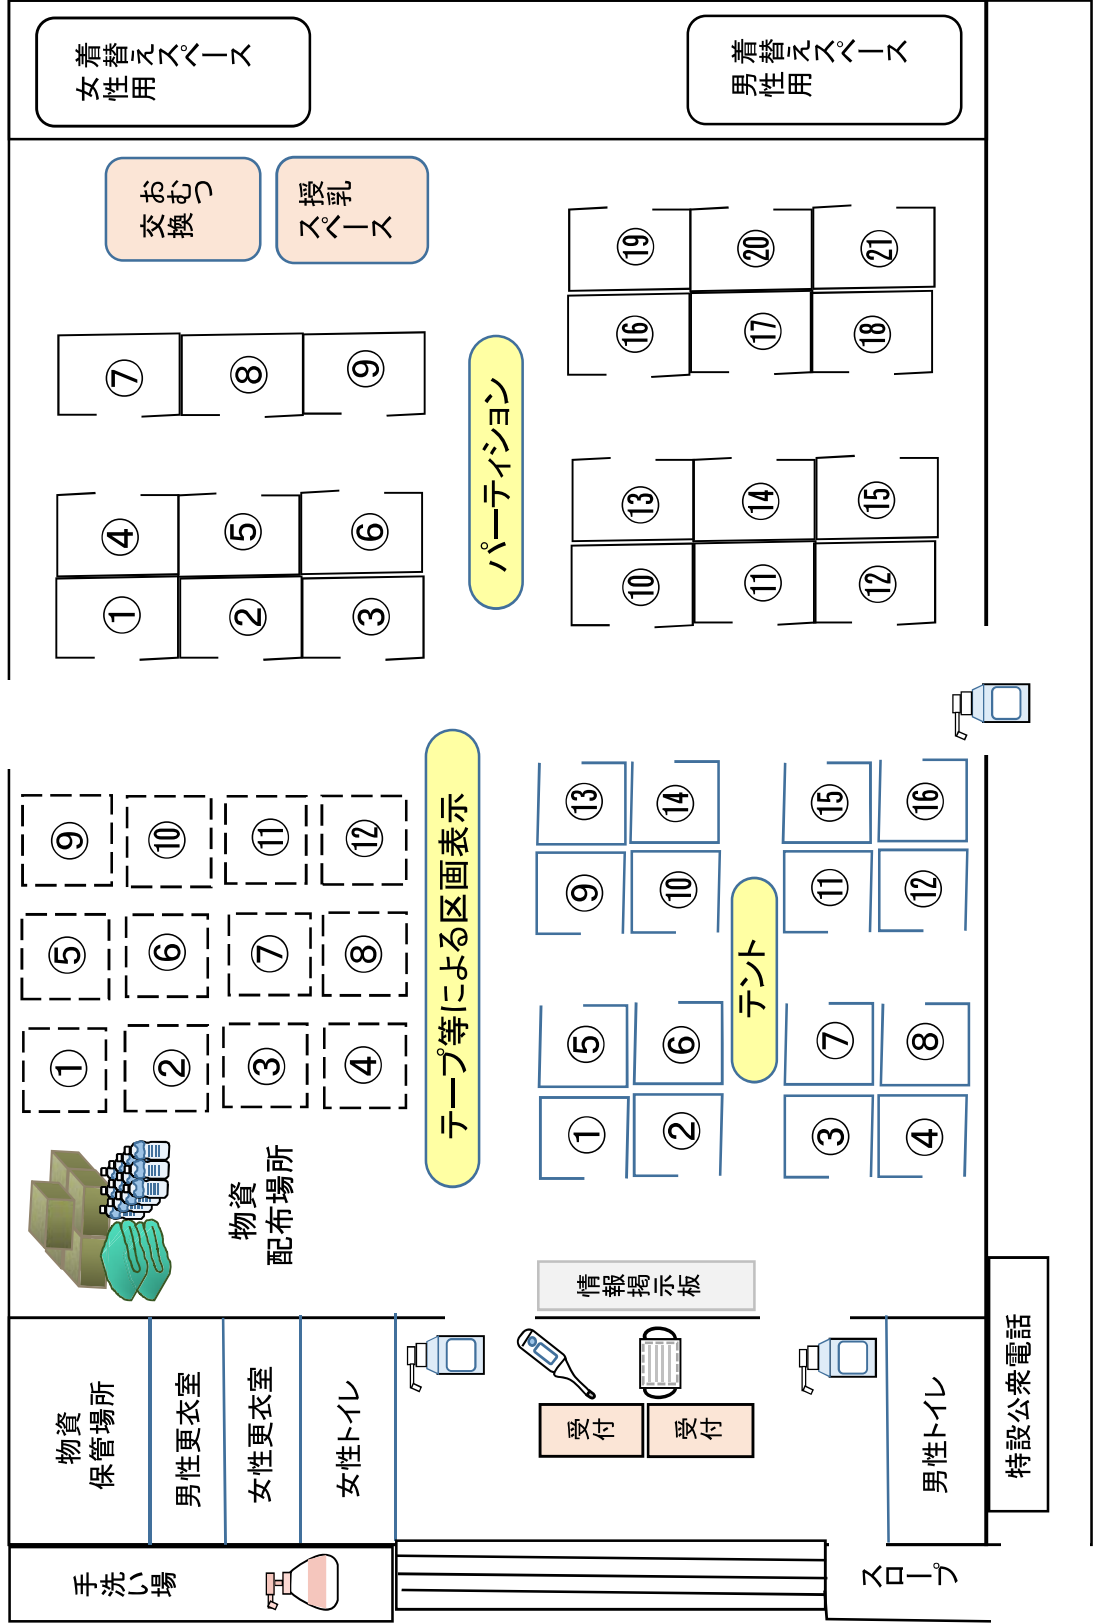 着替えスペース
女性用
着替えスペース
男性用
おむつ
交換
授乳
スペース
⑦
⑧
⑨
④
⑤
⑥
①
②
③
パーティション
⑲
⑳
㉑
⑯
⑰
⑱
⑬
⑭
⑮
⑩
⑪
⑫
⑨
⑩
⑪
⑫
⑤
⑥
⑦
⑧
①
②
③
④
テープ等による区画表示
⑬
⑭
⑮
⑯
⑨
⑩
⑪
⑫
テント
⑤
⑥
⑦
⑧
①
②
③
④
物資
配布場所
情報掲示板
物資
保管場所
男性更衣室
女性更衣室
女性トイレ
受付
受付
男性トイレ
特設公衆電話
手洗い場
スロープ